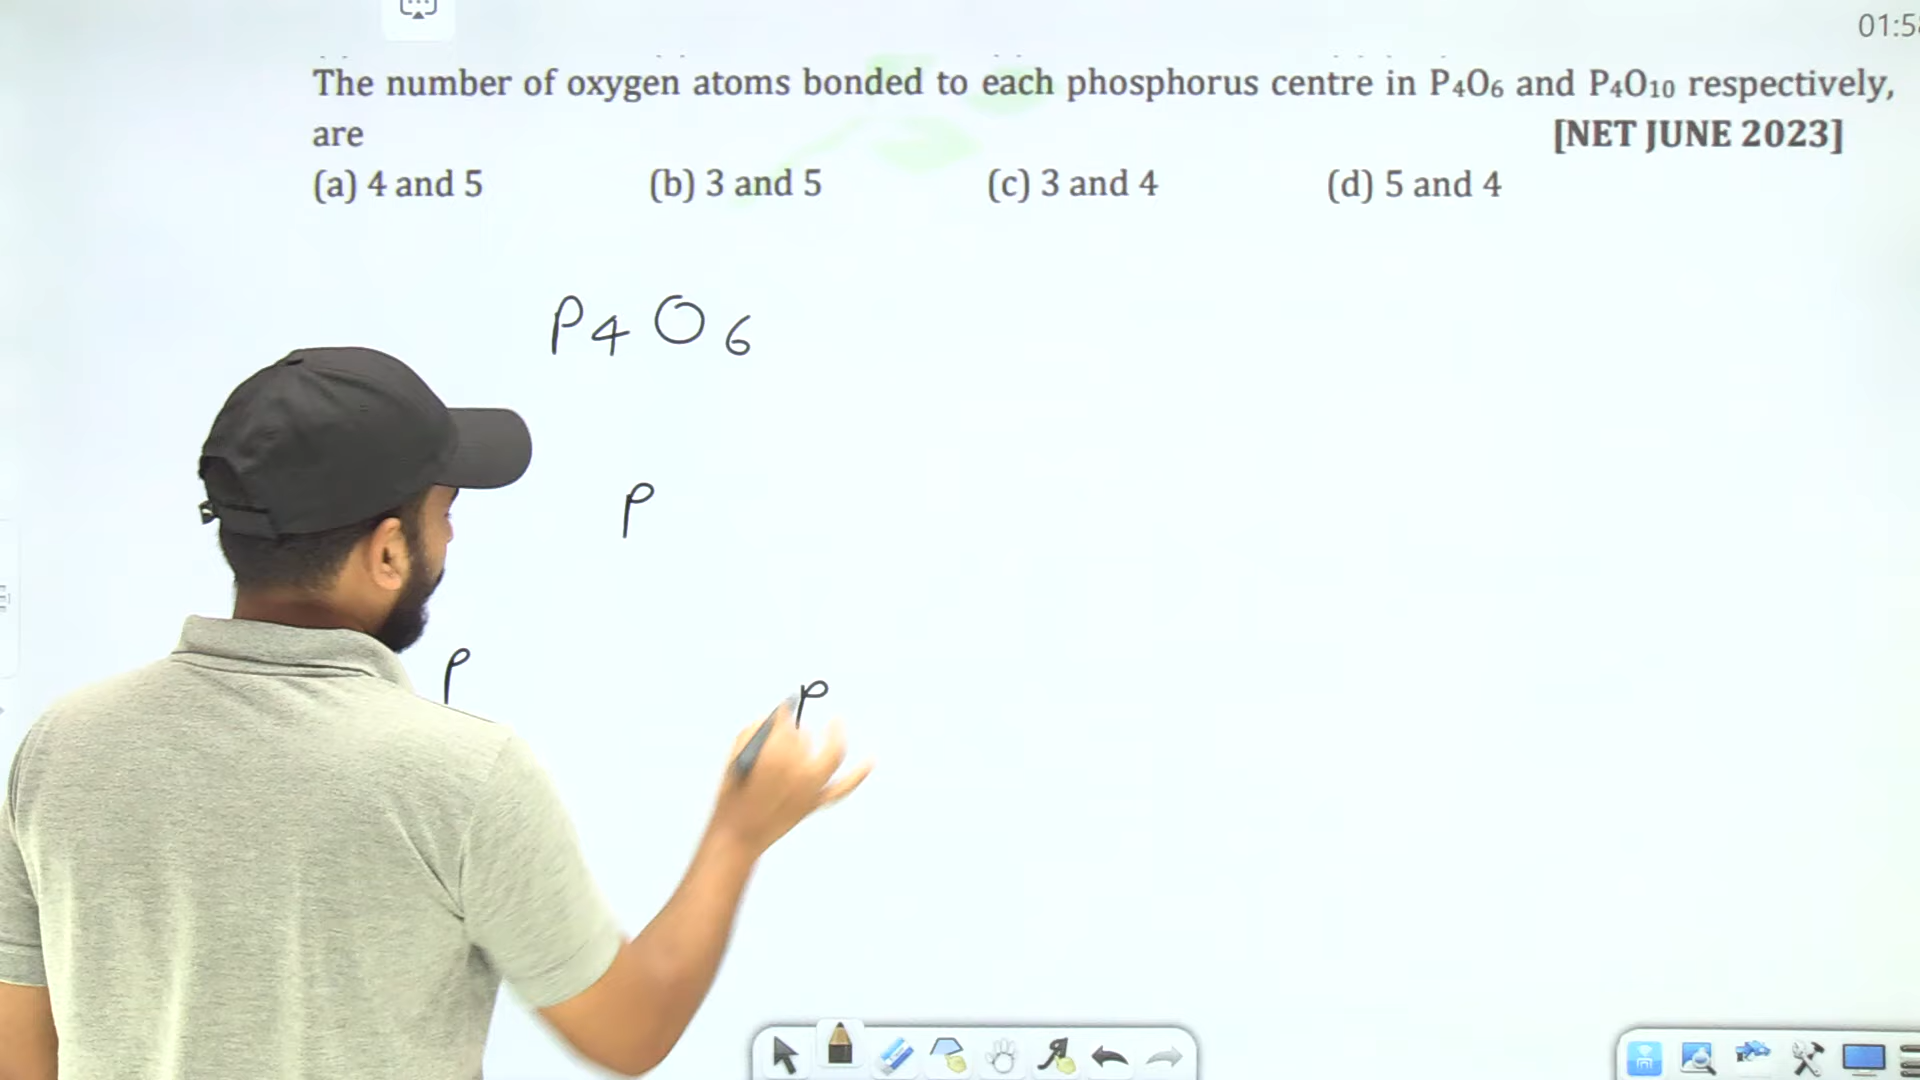 01:5
The number of oxygen atoms bonded to each phosphorus centre in P₄O₆ and P₄O₁₀ respectively,
are [NET JUNE 2023]
(a) 4 and 5 (b) 3 and 5 (c) 3 and 4 (d) 5 and 4
P₄O₆
P
P
P